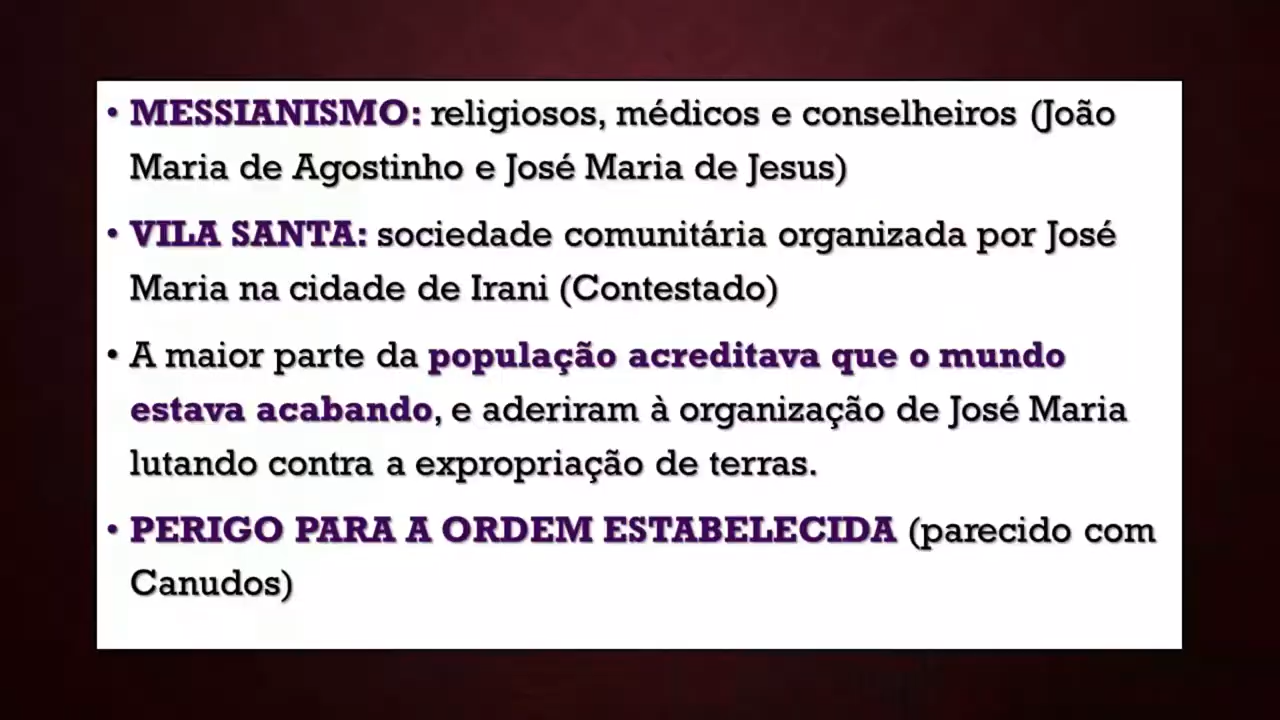 • MESSIANISMO: religiosos, médicos e conselheiros (João
Maria de Agostinho e José Maria de Jesus)
• VILA SANTA: sociedade comunitária organizada por José
Maria na cidade de Irani (Contestado)
• A maior parte da população acreditava que o mundo
estava acabando, e aderiram à organização de José Maria
lutando contra a expropriação de terras.
• PERIGO PARA A ORDEM ESTABELECIDA (parecido com
Canudos)